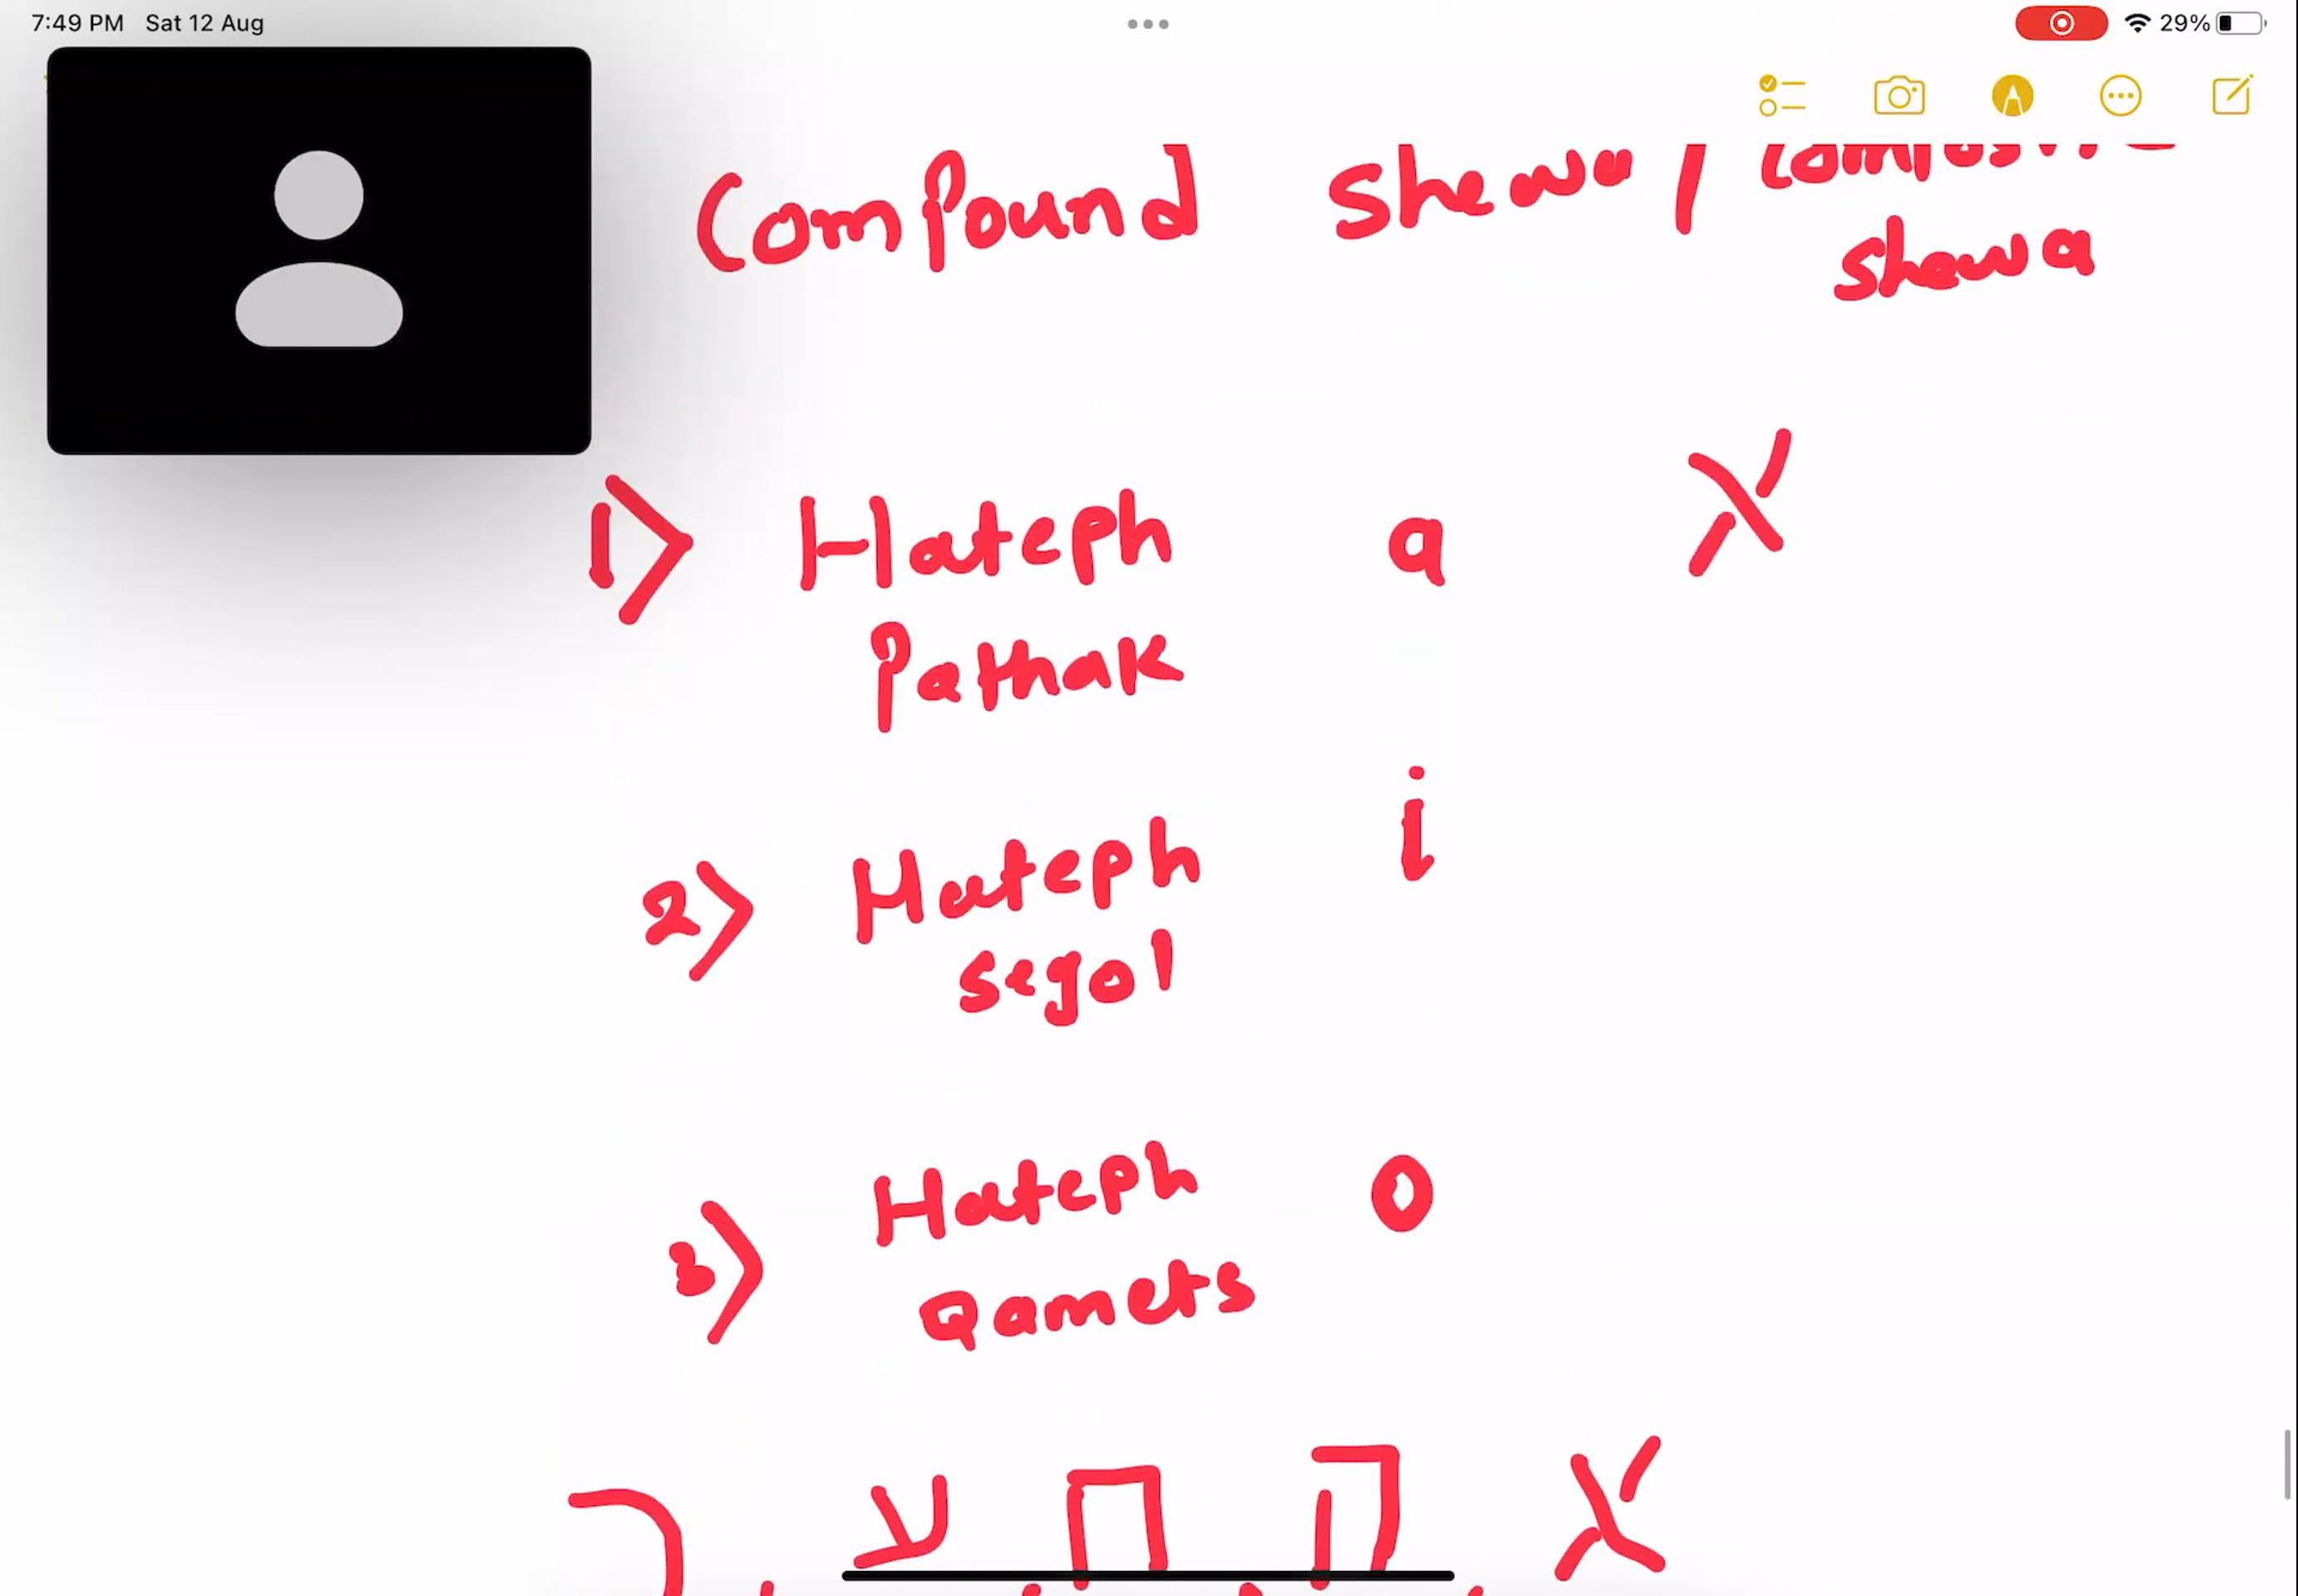 7:49 PM Sat 12 Aug
29%
Compound shewa /
shewa
1) Hateph a א
Pathak
2) Hateph i
segol
3) Hateph o
Qamets
ר ע ח ה א